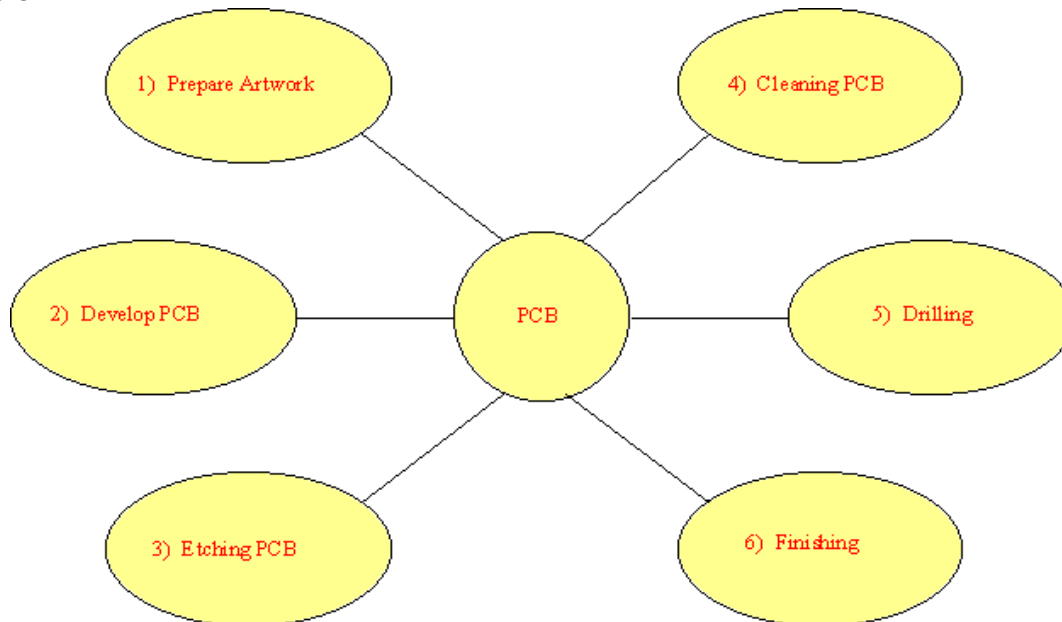 1) Prepare Artwork
4) Cleaning PCB
2) Develop PCB
PCB
5) Drilling
3) Etching PCB
6) Finishing